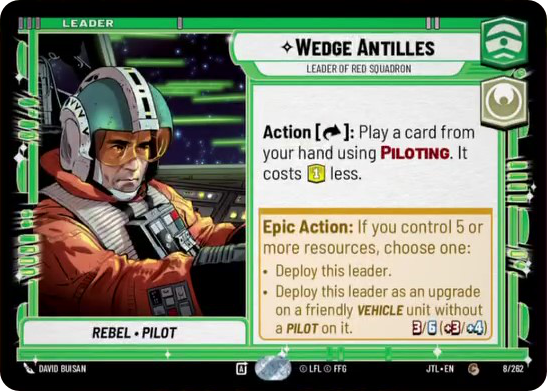 LEADER
✧WEDGE ANTILLES
LEADER OF RED SQUADRON
Action [↷]: Play a card from
your hand using PILOTING. It
costs 1 less.
Epic Action: If you control 5 or
more resources, choose one:
• Deploy this leader.
• Deploy this leader as an upgrade
on a friendly VEHICLE unit without
a PILOT on it. 3/6 (+3/+4)
REBEL • PILOT
DAVID BUISAN
A1
© LFL © FFG
JTL • EN
C
8/262